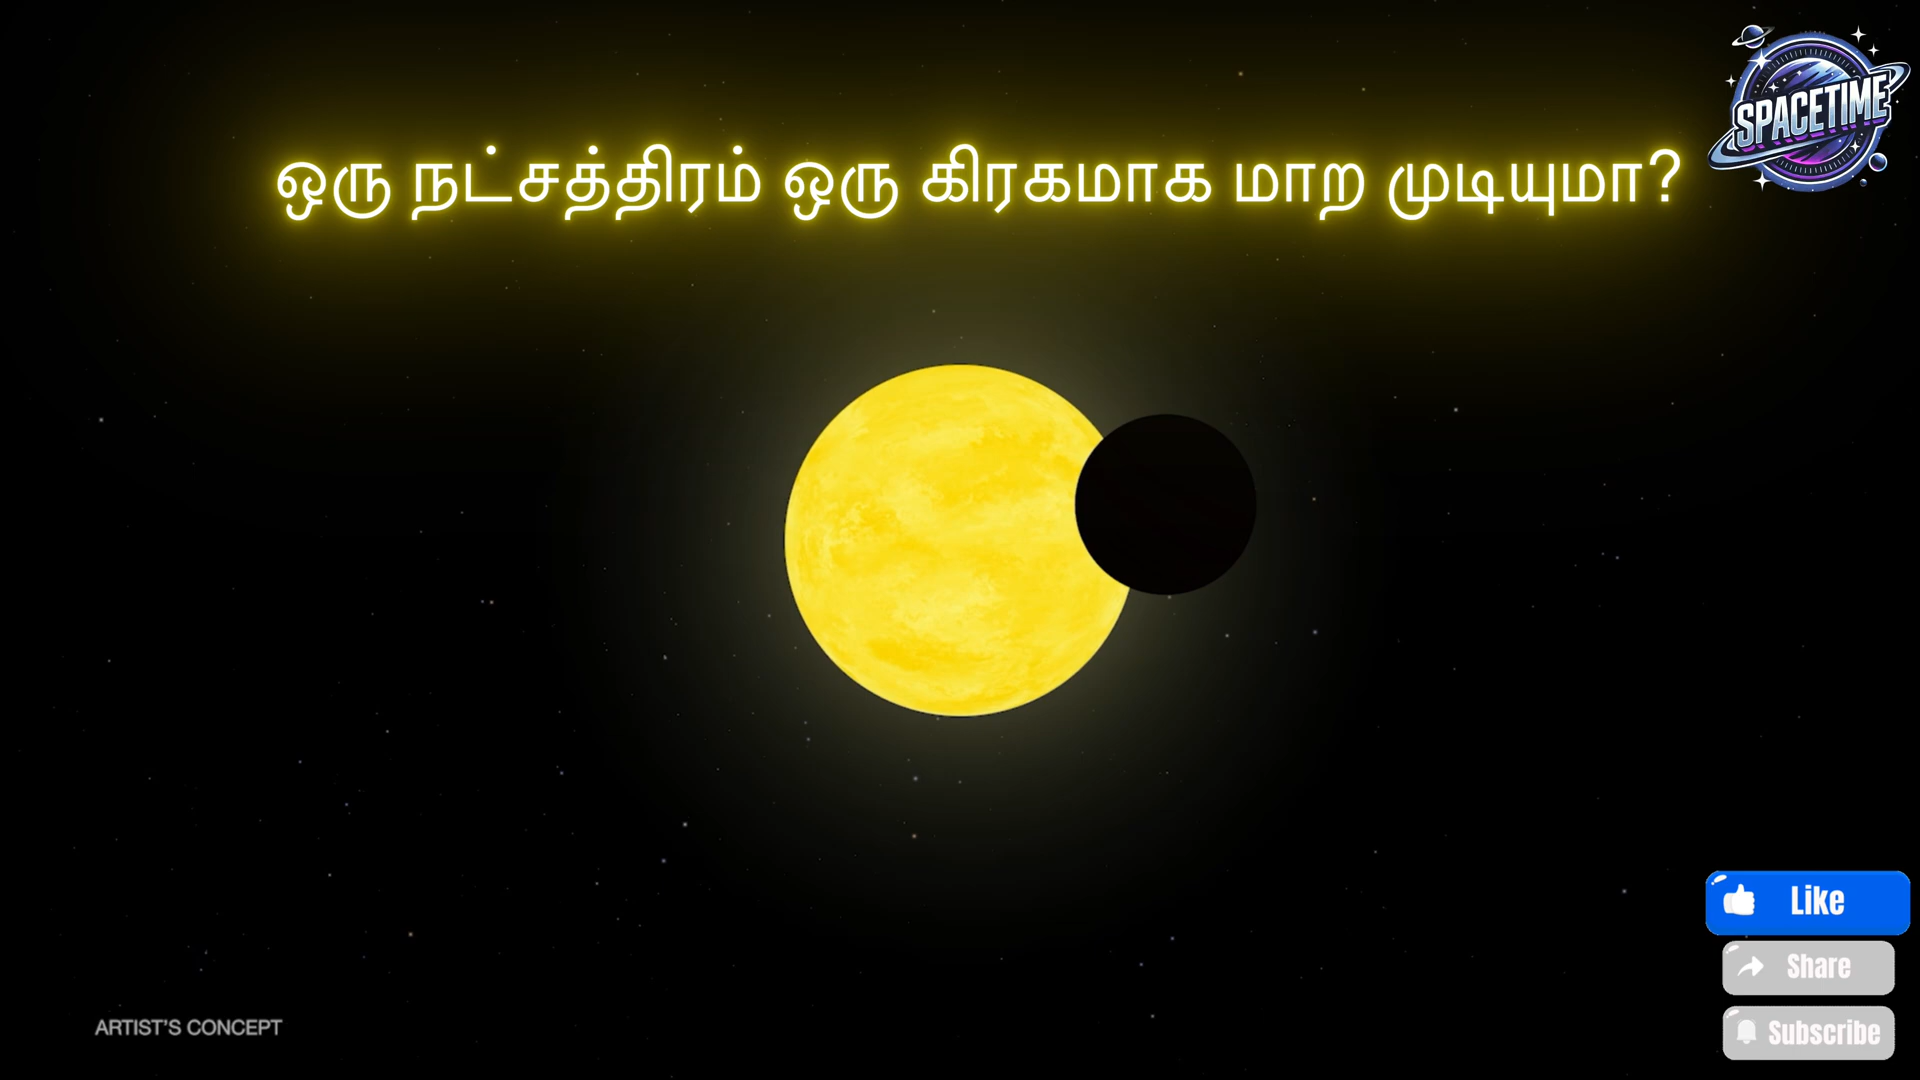 SPACETIME
ஒரு நட்சத்திரம் ஒரு கிரகமாக மாற முடியுமா?
Like
Share
Subscribe
ARTIST'S CONCEPT